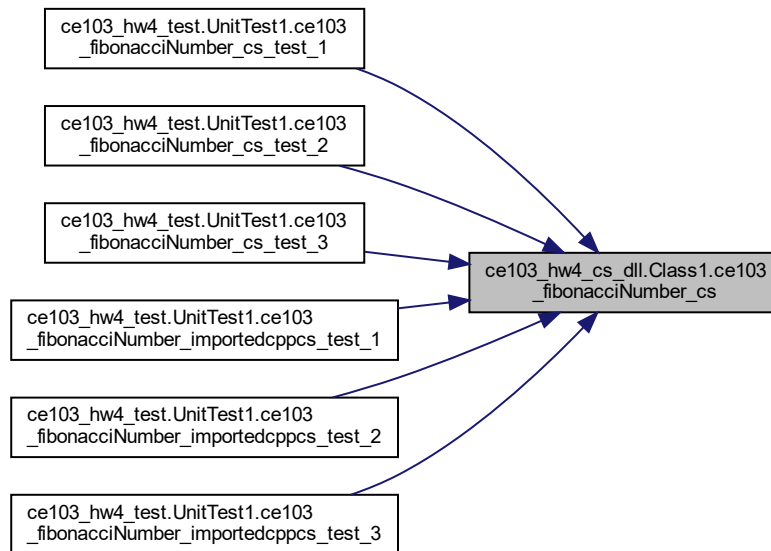 ce103_hw4_test.UnitTest1.ce103
_fibonacciNumber_cs_test_1
ce103_hw4_test.UnitTest1.ce103
_fibonacciNumber_cs_test_2
ce103_hw4_test.UnitTest1.ce103
_fibonacciNumber_cs_test_3
ce103_hw4_cs_dll.Class1.ce103
_fibonacciNumber_cs
ce103_hw4_test.UnitTest1.ce103
_fibonacciNumber_importedcppcs_test_1
ce103_hw4_test.UnitTest1.ce103
_fibonacciNumber_importedcppcs_test_2
ce103_hw4_test.UnitTest1.ce103
_fibonacciNumber_importedcppcs_test_3